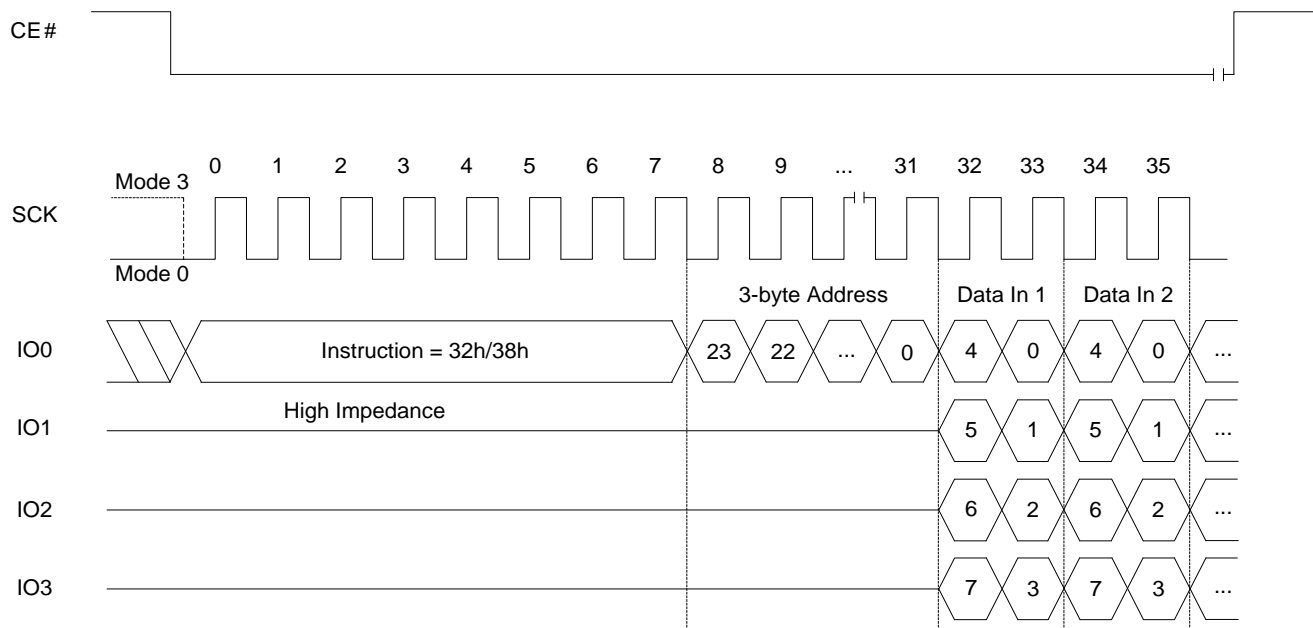 CE#
0 1 2 3 4 5 6 7 8 9 ... 31 32 33 34 35
Mode 3
SCK
Mode 0
3-byte Address Data In 1 Data In 2
IO0 Instruction = 32h/38h 23 22 ... 0 4 0 4 0 ...
High Impedance
IO1 5 1 5 1 ...
IO2 6 2 6 2 ...
IO3 7 3 7 3 ...